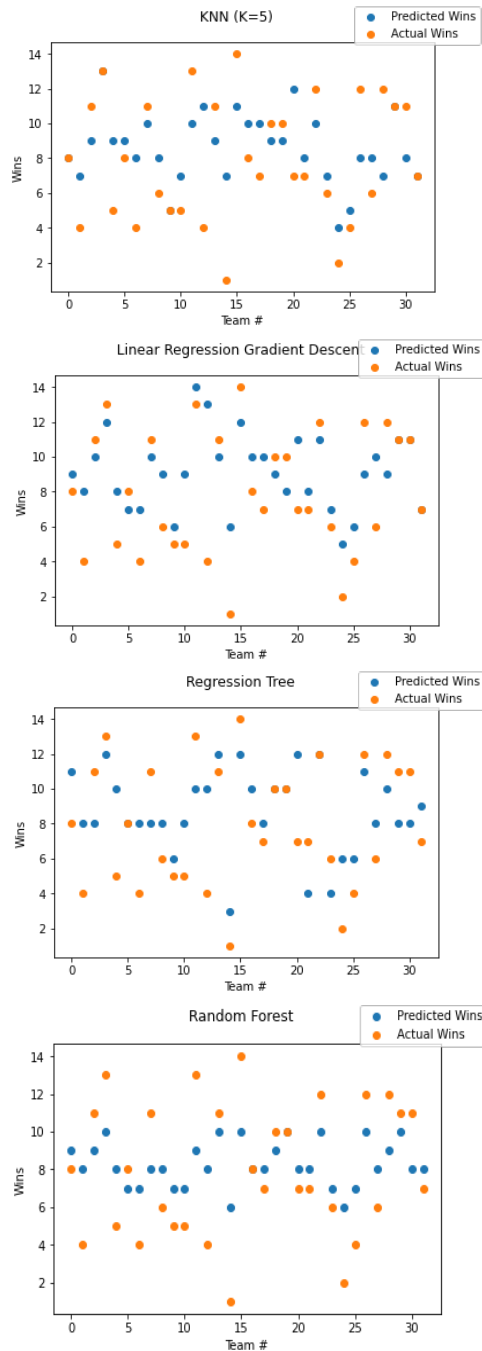 KNN (K=5)
Predicted Wins
Actual Wins
14
12
10
8
6
4
2
Wins
0 5 10 15 20 25 30
Team #
Linear Regression Gradient Descent
Predicted Wins
Actual Wins
14
12
10
8
6
4
2
Wins
0 5 10 15 20 25 30
Team #
Regression Tree
Predicted Wins
Actual Wins
14
12
10
8
6
4
2
Wins
0 5 10 15 20 25 30
Team #
Random Forest
Predicted Wins
Actual Wins
14
12
10
8
6
4
2
Wins
0 5 10 15 20 25 30
Team #